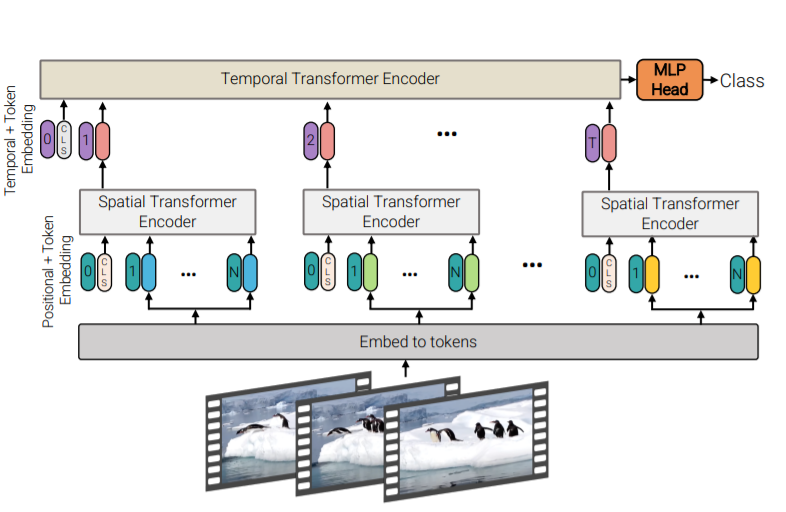 Temporal Transformer Encoder
MLP
Head
Class
Temporal + Token
Embedding
0
CLS
1
2
...
T
Spatial Transformer
Encoder
Spatial Transformer
Encoder
Spatial Transformer
Encoder
Positional + Token
Embedding
0
CLS
1
...
N
0
CLS
1
...
N
...
0
CLS
1
...
N
Embed to tokens